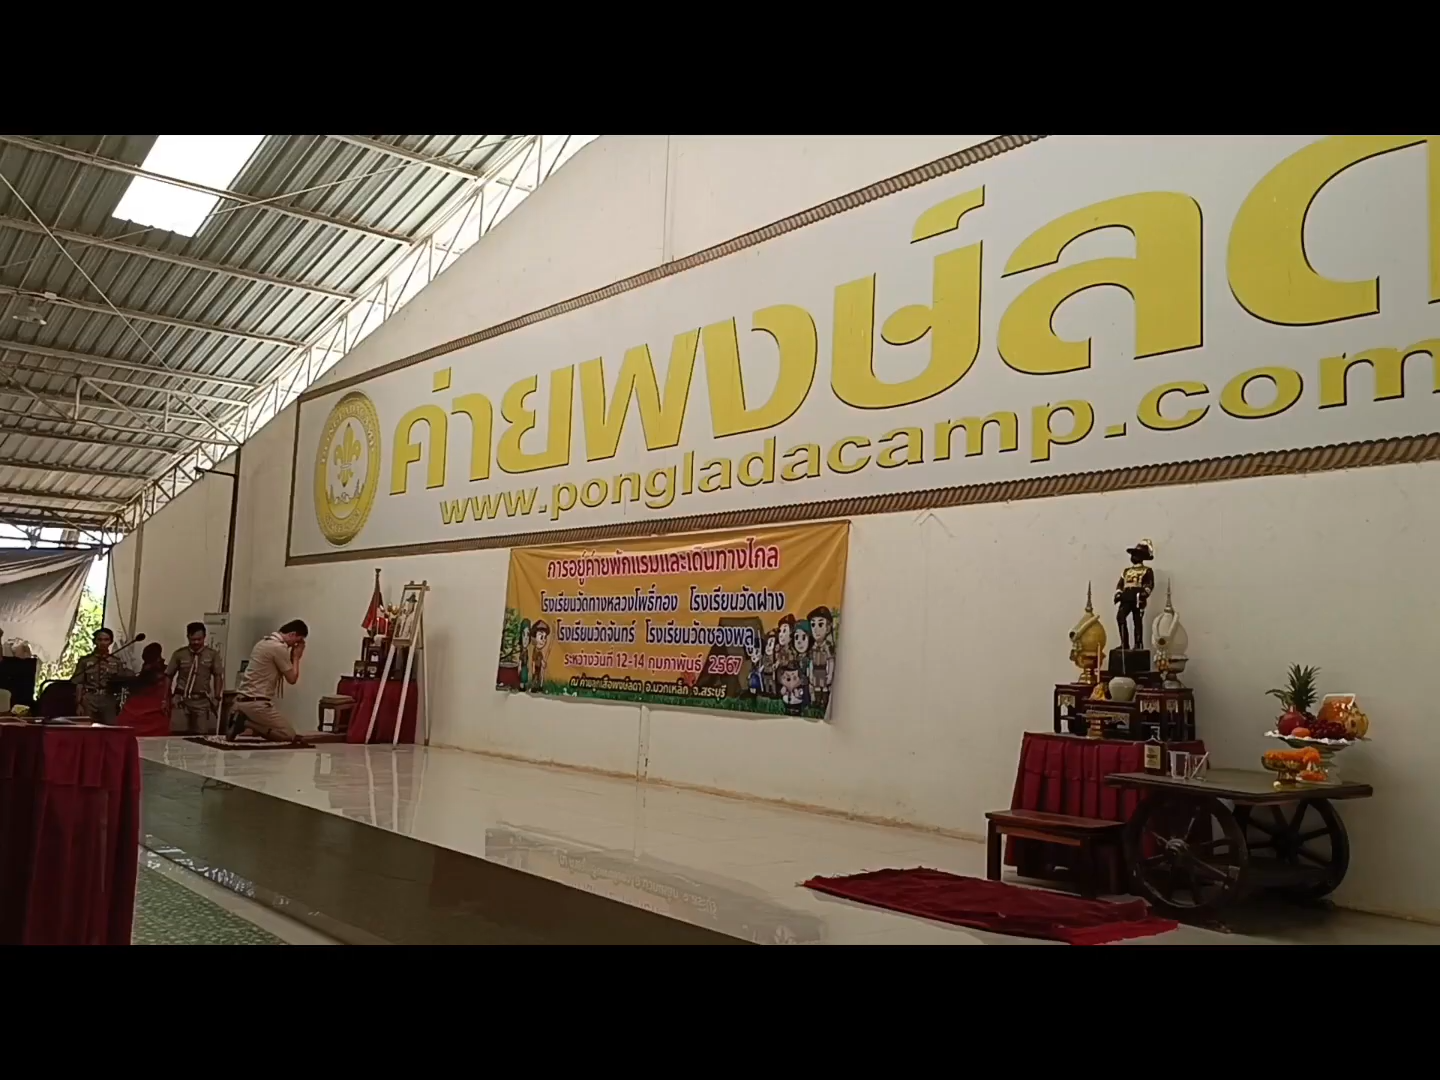 ค่ายพงษ์ลด
www.pongladacamp.com
การอยู่ค่ายพักแรมและเดินทางไกล
โรงเรียนวัดทางหลวงโพธิ์ทอง โรงเรียนวัดฝาง
โรงเรียนวัดจันทร์ โรงเรียนวัดซองพลู
ระหว่างวันที่ 12-14 กุมภาพันธ์ 2567
ณ ค่ายลูกเสือพงษ์ลดา อ.มวกเหล็ก จ.สระบุรี